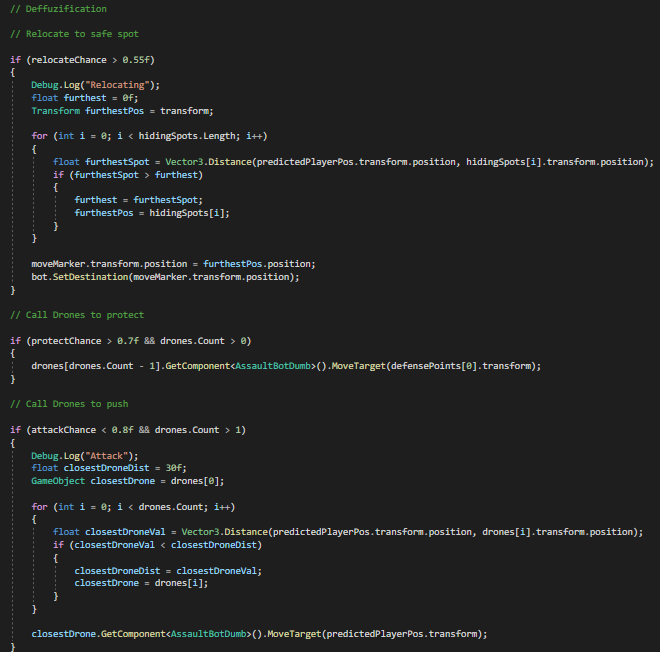 // Deffuzification
// Relocate to safe spot
if (relocateChance > 0.55f)
{
Debug.Log("Relocating");
float furthest = 0f;
Transform furthestPos = transform;
for (int i = 0; i < hidingSpots.Length; i++)
{
float furthestSpot = Vector3.Distance(predictedPlayerPos.transform.position, hidingSpots[i].transform.position);
if (furthestSpot > furthest)
{
furthest = furthestSpot;
furthestPos = hidingSpots[i];
}
}
moveMarker.transform.position = furthestPos.position;
bot.SetDestination(moveMarker.transform.position);
}
// Call Drones to protect
if (protectChance > 0.7f && drones.Count > 0)
{
drones[drones.Count - 1].GetComponent<AssaultBotDumb>().MoveTarget(defensePoints[0].transform);
}
// Call Drones to push
if (attackChance < 0.8f && drones.Count > 1)
{
Debug.Log("Attack");
float closestDroneDist = 30f;
GameObject closestDrone = drones[0];
for (int i = 0; i < drones.Count; i++)
{
float closestDroneVal = Vector3.Distance(predictedPlayerPos.transform.position, drones[i].transform.position);
if (closestDroneVal < closestDroneDist)
{
closestDroneDist = closestDroneVal;
closestDrone = drones[i];
}
}
closestDrone.GetComponent<AssaultBotDumb>().MoveTarget(predictedPlayerPos.transform);
}